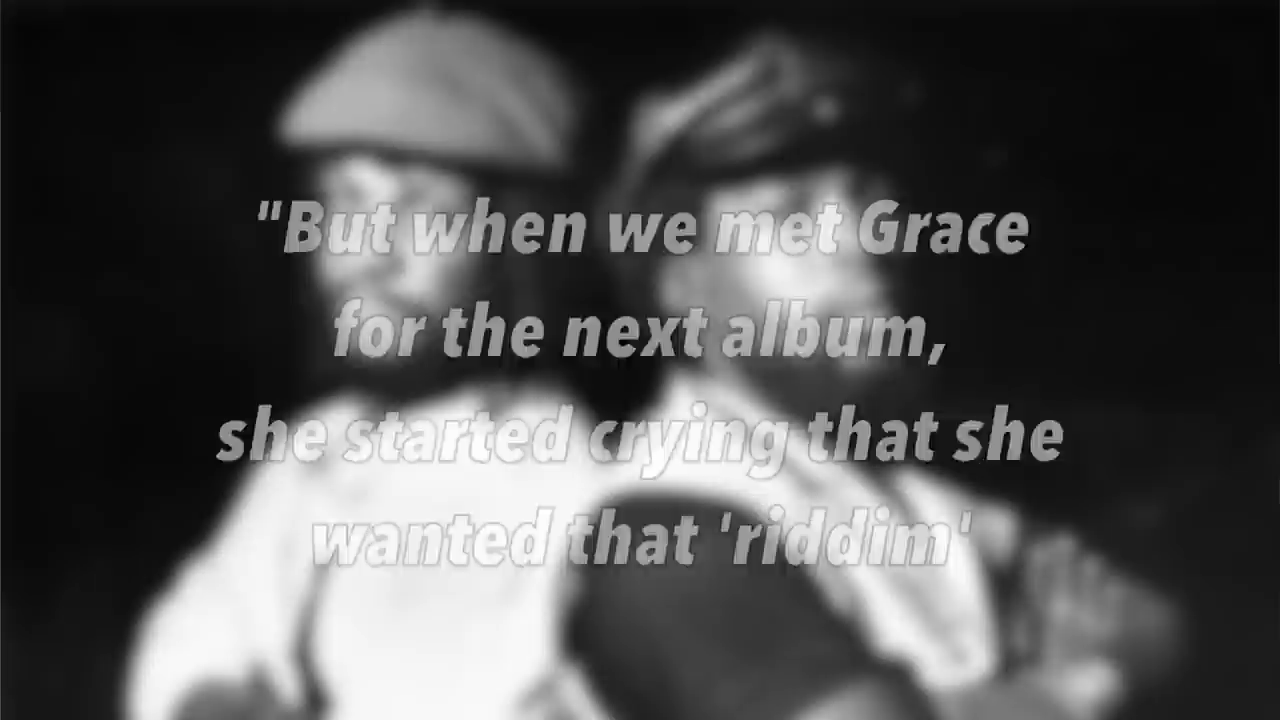 "But when we met Grace
for the next album,
she started crying that she
wanted that 'riddim'